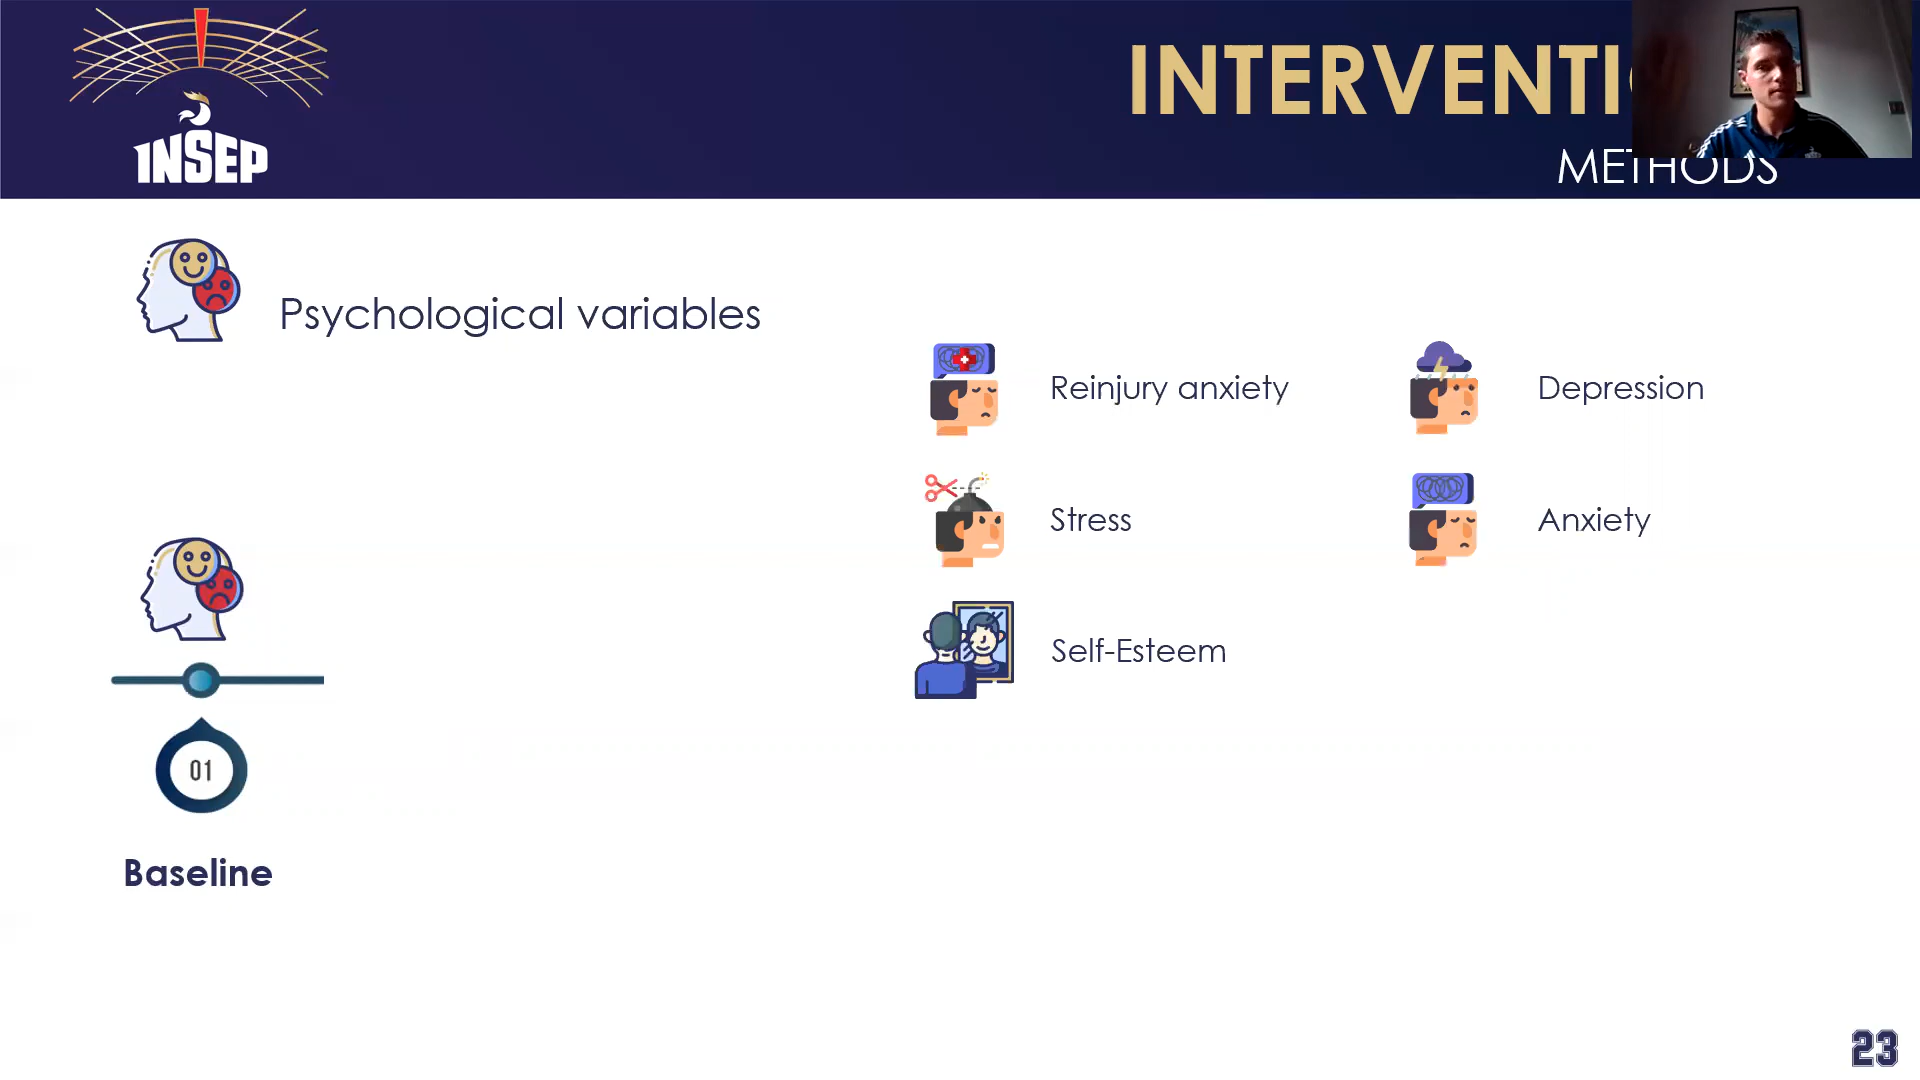 INSEP
INTERVENTI
METHODS
Psychological variables
Reinjury anxiety
Depression
Stress
Anxiety
Self-Esteem
01
Baseline
23